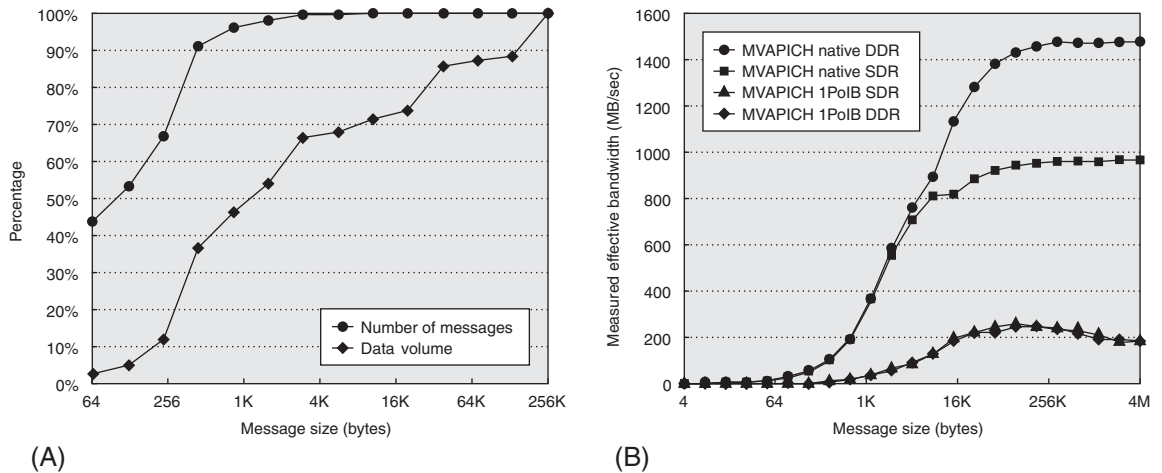 100%
90%
80%
70%
60%
50%
40%
30%
20%
10%
0%
Percentage
Number of messages
Data volume
64
256
1K
4K
16K
64K
256K
Message size (bytes)
(A)
1600
1400
1200
1000
800
600
400
200
0
Measured effective bandwidth (MB/sec)
MVAPICH native DDR
MVAPICH native SDR
MVAPICH 1PoIB SDR
MVAPICH 1PoIB DDR
4
64
1K
16K
256K
4M
Message size (bytes)
(B)